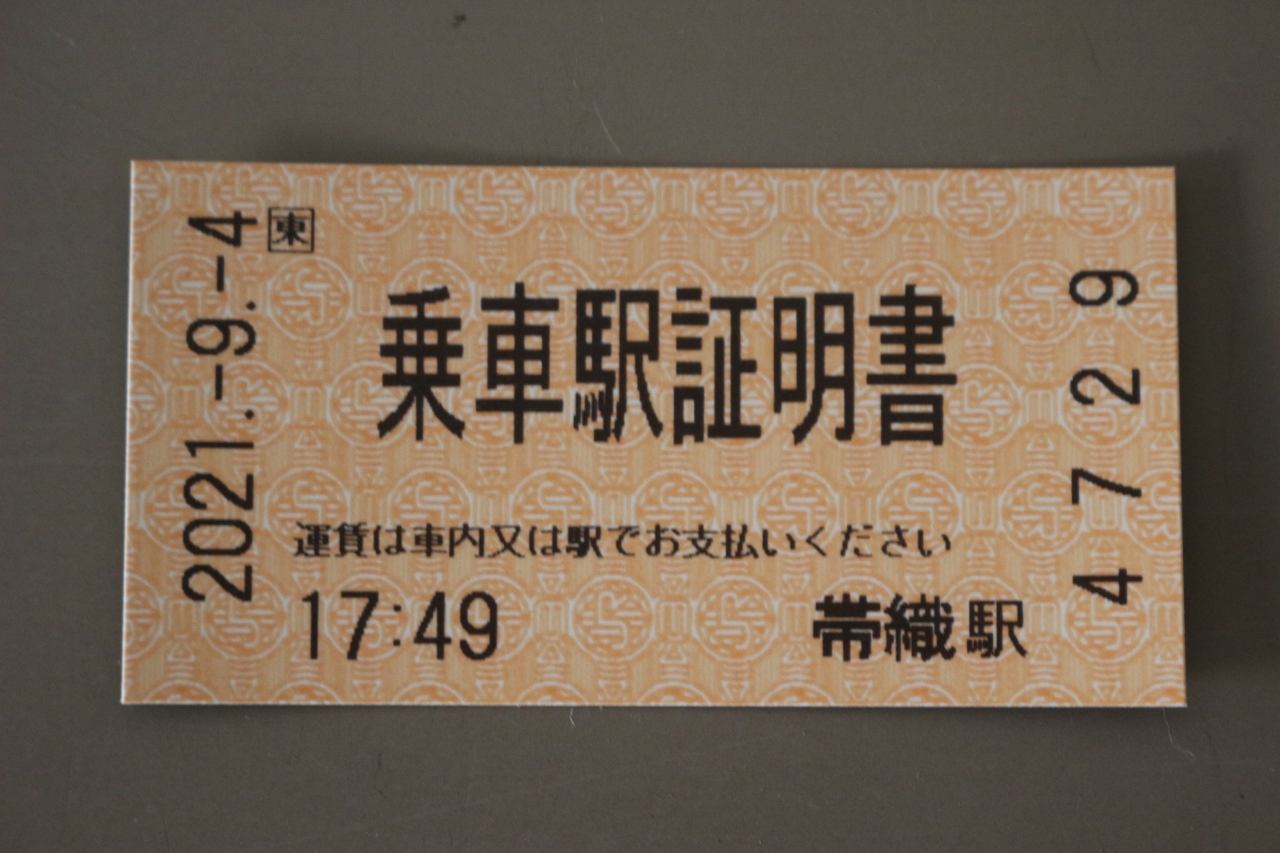 2021.-9.-4
東
乗車駅証明書
運賃は車内又は駅でお支払いください
17:49
帯織駅
4729